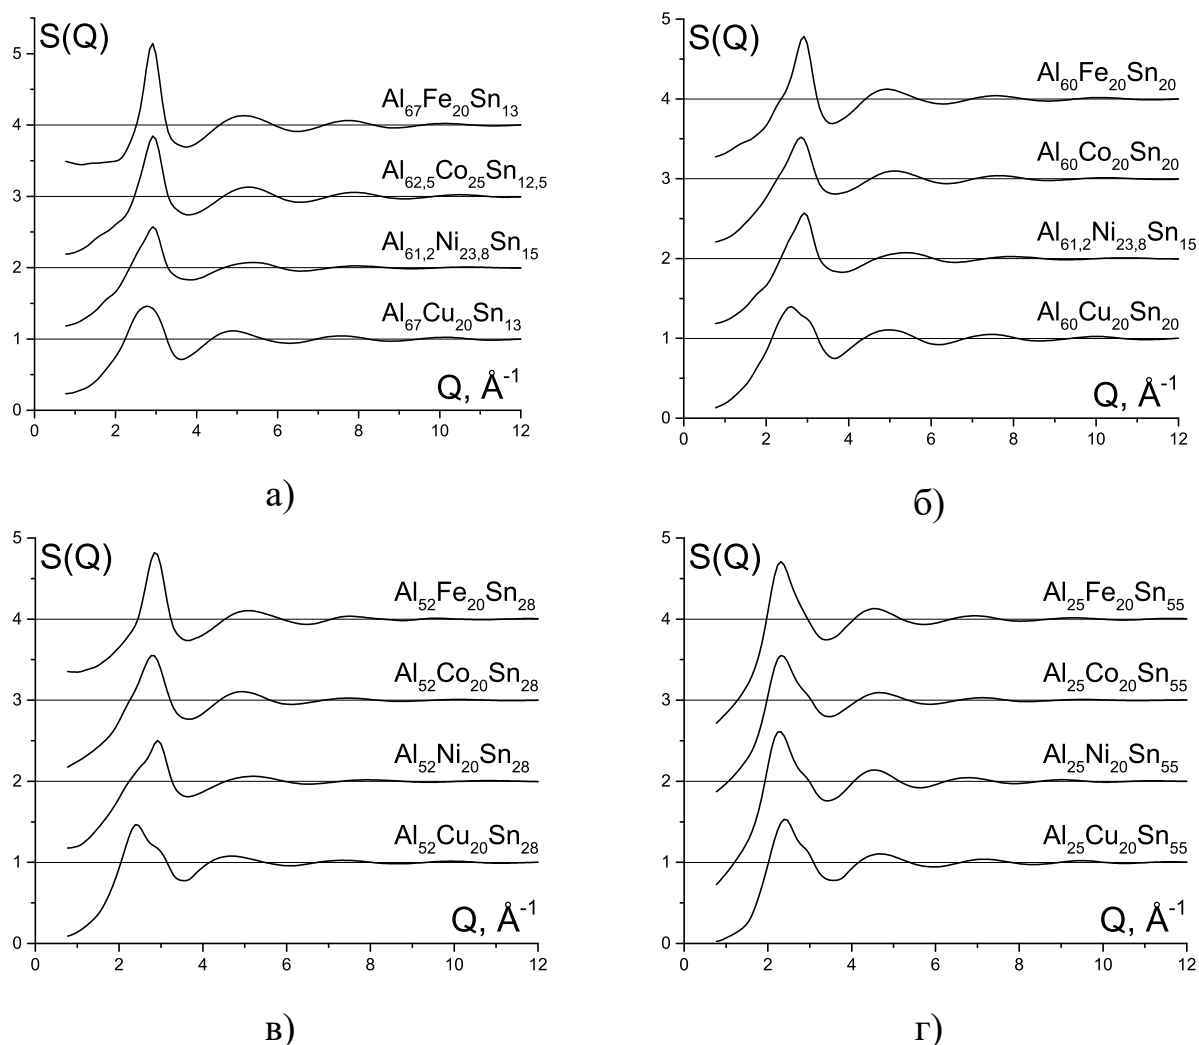 S(Q)
5
4
3
2
1
0
Al67Fe20Sn13
Al62,5Co25Sn12,5
Al61,2Ni23,8Sn15
Al67Cu20Sn13
Q, Å-1
0 2 4 6 8 10 12
а)
S(Q)
5
4
3
2
1
0
Al60Fe20Sn20
Al60Co20Sn20
Al61,2Ni23,8Sn15
Al60Cu20Sn20
Q, Å-1
0 2 4 6 8 10 12
б)
S(Q)
5
4
3
2
1
0
Al52Fe20Sn28
Al52Co20Sn28
Al52Ni20Sn28
Al52Cu20Sn28
Q, Å-1
0 2 4 6 8 10 12
в)
S(Q)
5
4
3
2
1
0
Al25Fe20Sn55
Al25Co20Sn55
Al25Ni20Sn55
Al25Cu20Sn55
Q, Å-1
0 2 4 6 8 10 12
г)